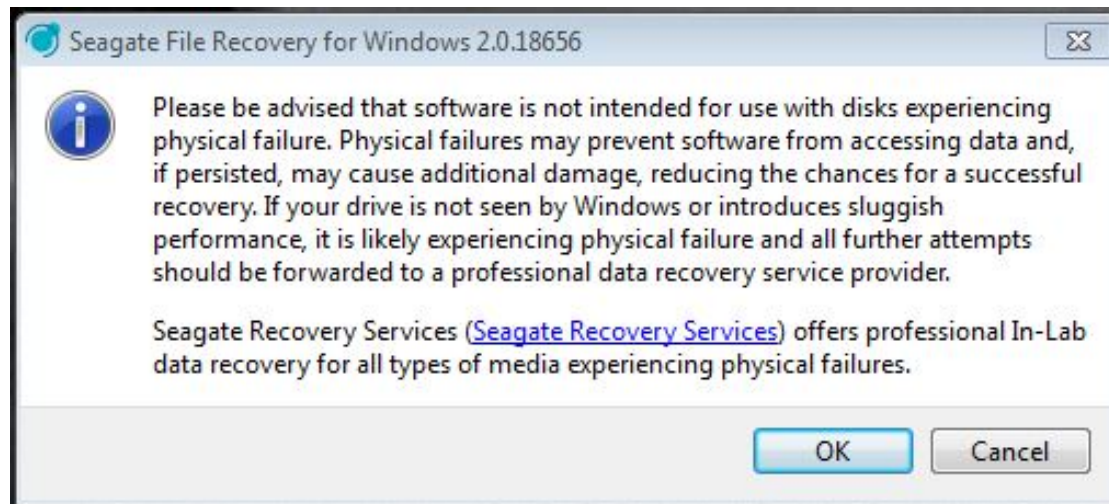 Seagate File Recovery for Windows 2.0.18656
Please be advised that software is not intended for use with disks experiencing
physical failure. Physical failures may prevent software from accessing data and,
if persisted, may cause additional damage, reducing the chances for a successful
recovery. If your drive is not seen by Windows or introduces sluggish
performance, it is likely experiencing physical failure and all further attempts
should be forwarded to a professional data recovery service provider.
Seagate Recovery Services (Seagate Recovery Services) offers professional In-Lab
data recovery for all types of media experiencing physical failures.
OK
Cancel